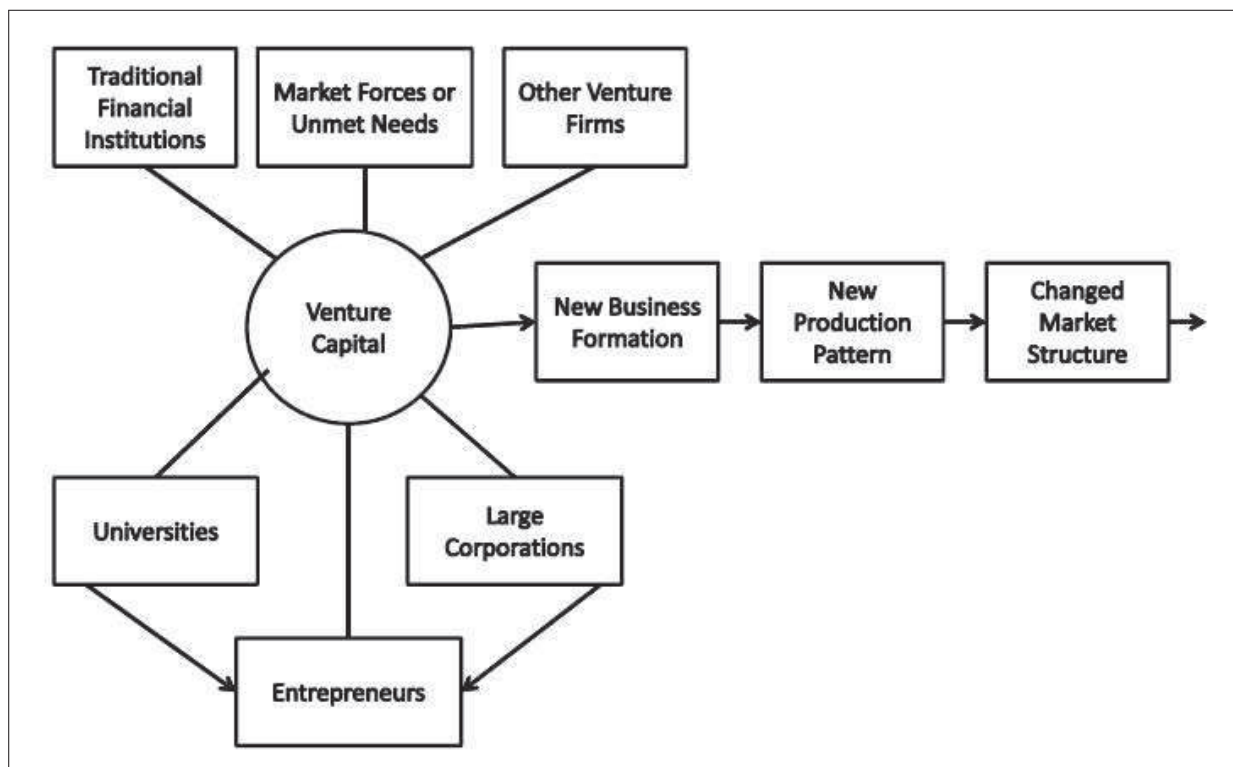 Traditional
Financial
Institutions
Market Forces or
Unmet Needs
Other Venture
Firms
Venture
Capital
New Business
Formation
New
Production
Pattern
Changed
Market
Structure
Universities
Large
Corporations
Entrepreneurs